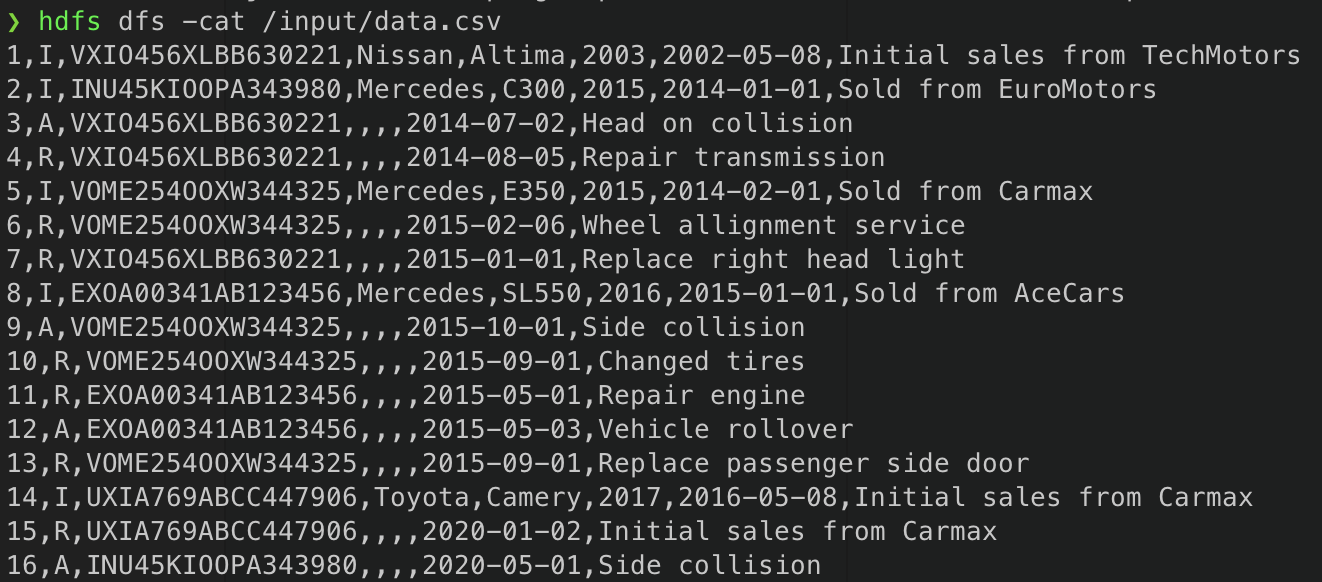 ❯ hdfs dfs -cat /input/data.csv
1,I,VXIO456XLBB630221,Nissan,Altima,2003,2002-05-08,Initial sales from TechMotors
2,I,INU45KIOOPA343980,Mercedes,C300,2015,2014-01-01,Sold from EuroMotors
3,A,VXIO456XLBB630221,,,,2014-07-02,Head on collision
4,R,VXIO456XLBB630221,,,,2014-08-05,Repair transmission
5,I,VOME254OOXW344325,Mercedes,E350,2015,2014-02-01,Sold from Carmax
6,R,VOME254OOXW344325,,,,2015-02-06,Wheel allignment service
7,R,VXIO456XLBB630221,,,,2015-01-01,Replace right head light
8,I,EXOA00341AB123456,Mercedes,SL550,2016,2015-01-01,Sold from AceCars
9,A,VOME254OOXW344325,,,,2015-10-01,Side collision
10,R,VOME254OOXW344325,,,,2015-09-01,Changed tires
11,R,EXOA00341AB123456,,,,2015-05-01,Repair engine
12,A,EXOA00341AB123456,,,,2015-05-03,Vehicle rollover
13,R,VOME254OOXW344325,,,,2015-09-01,Replace passenger side door
14,I,UXIA769ABCC447906,Toyota,Camery,2017,2016-05-08,Initial sales from Carmax
15,R,UXIA769ABCC447906,,,,2020-01-02,Initial sales from Carmax
16,A,INU45KIOOPA343980,,,,2020-05-01,Side collision